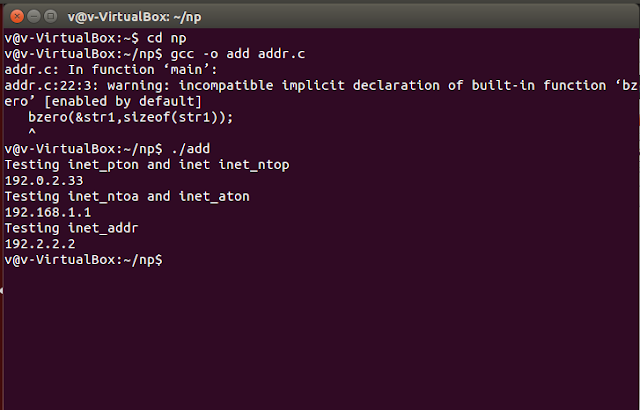 v@v-VirtualBox: ~/np
v@v-VirtualBox:~$ cd np
v@v-VirtualBox:~/np$ gcc -o add addr.c
addr.c: In function ‘main’:
addr.c:22:3: warning: incompatible implicit declaration of built-in function ‘bz
ero’ [enabled by default]
   bzero(&str1,sizeof(str1));
   ^
v@v-VirtualBox:~/np$ ./add
Testing inet_pton and inet inet_ntop
192.0.2.33
Testing inet_ntoa and inet_aton
192.168.1.1
Testing inet_addr
192.2.2.2
v@v-VirtualBox:~/np$